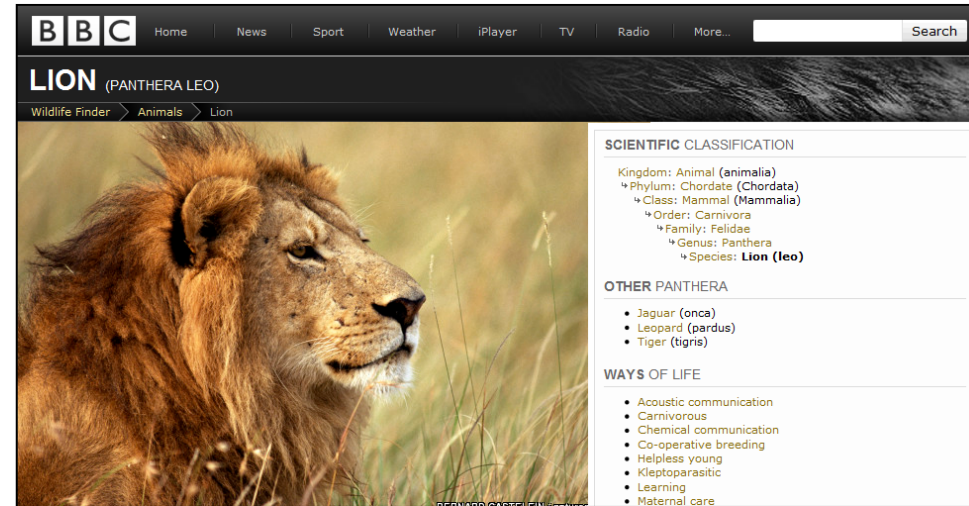 BBC Home News Sport Weather iPlayer TV Radio More... Search
LION (PANTHERA LEO)
Wildlife Finder Animals Lion
SCIENTIFIC CLASSIFICATION
Kingdom: Animal (animalia)
Phylum: Chordate (Chordata)
Class: Mammal (Mammalia)
Order: Carnivora
Family: Felidae
Genus: Panthera
Species: Lion (leo)
OTHER PANTHERA
Jaguar (onca)
Leopard (pardus)
Tiger (tigris)
WAYS OF LIFE
Acoustic communication
Carnivorous
Chemical communication
Co-operative breeding
Helpless young
Kleptoparasitic
Learning
Maternal care